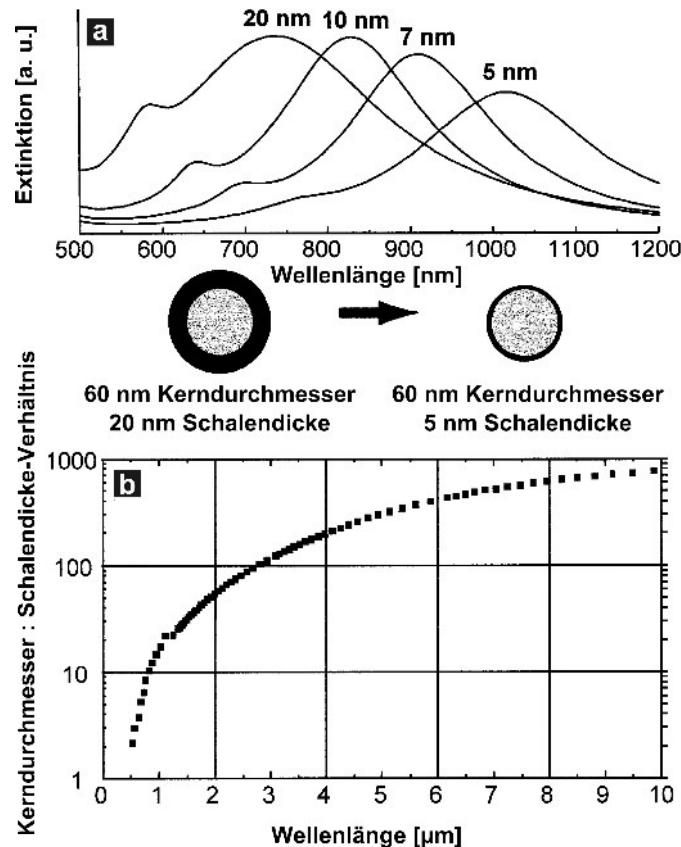 a
20 nm 10 nm
7 nm
5 nm
Extinktion [a. u.]
500 600 700 800 900 1000 1100 1200
Wellenlänge [nm]
60 nm Kerndurchmesser
20 nm Schalendicke
60 nm Kerndurchmesser
5 nm Schalendicke
b
Kerndurchmesser : Schalendicke-Verhältnis
1000
100
10
1
0 1 2 3 4 5 6 7 8 9 10
Wellenlänge [µm]